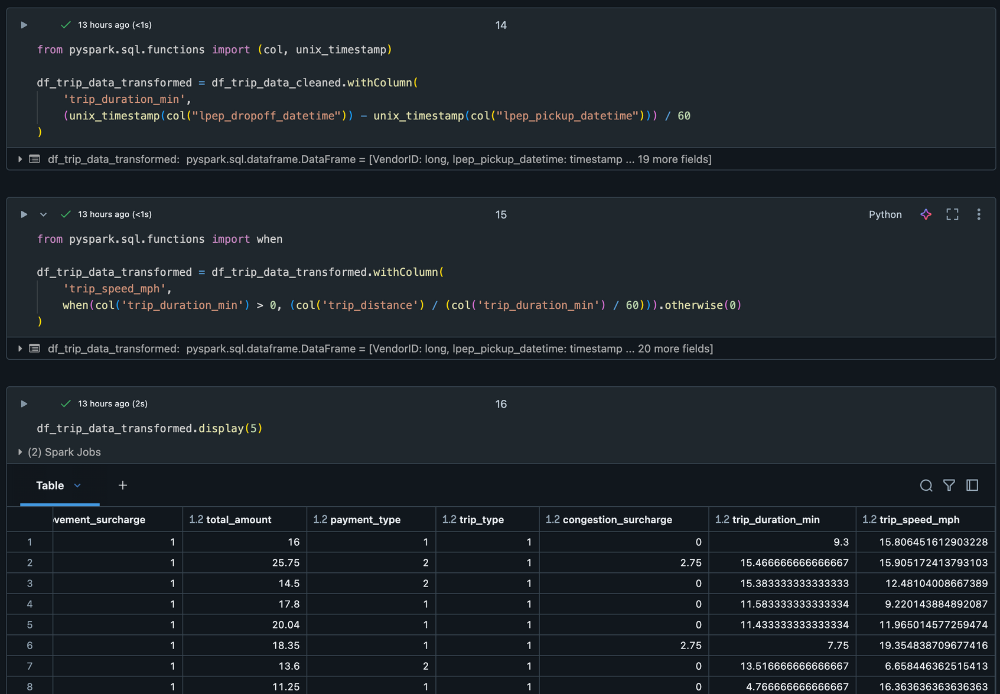 13 hours ago (<1s)
14
from pyspark.sql.functions import (col, unix_timestamp)
df_trip_data_transformed = df_trip_data_cleaned.withColumn(
'trip_duration_min',
(unix_timestamp(col("lpep_dropoff_datetime")) - unix_timestamp(col("lpep_pickup_datetime"))) / 60
)
df_trip_data_transformed: pyspark.sql.dataframe.DataFrame = [VendorID: long, lpep_pickup_datetime: timestamp ... 19 more fields]
13 hours ago (<1s)
15
Python
from pyspark.sql.functions import when
df_trip_data_transformed = df_trip_data_transformed.withColumn(
'trip_speed_mph',
when(col('trip_duration_min') > 0, (col('trip_distance') / (col('trip_duration_min') / 60))).otherwise(0)
)
df_trip_data_transformed: pyspark.sql.dataframe.DataFrame = [VendorID: long, lpep_pickup_datetime: timestamp ... 20 more fields]
13 hours ago (2s)
16
df_trip_data_transformed.display(5)
(2) Spark Jobs
Table +
vement_surcharge 1.2 total_amount 1.2 payment_type 1.2 trip_type 1.2 congestion_surcharge 1.2 trip_duration_min 1.2 trip_speed_mph
1 1 16 1 1 0 9.3 15.806451612903228
2 1 25.75 2 1 2.75 15.466666666666667 15.905172413793103
3 1 14.5 2 1 0 15.383333333333333 12.48104008667389
4 1 17.8 1 1 0 11.583333333333334 9.220143884892087
5 1 20.04 1 1 0 11.433333333333334 11.965014577259474
6 1 18.35 1 1 2.75 7.75 19.354838709677416
7 1 13.6 2 1 0 13.516666666666667 6.658446362515413
8 1 11.25 1 1 0 4.766666666666667 16.363636363636363